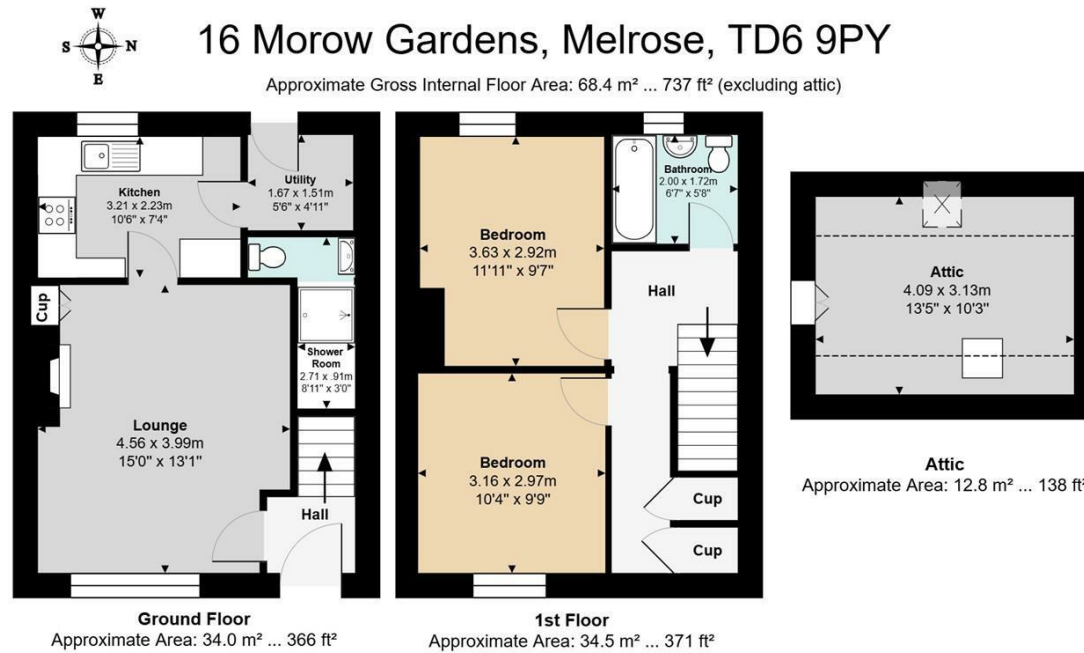 W
S N
E
16 Morow Gardens, Melrose, TD6 9PY
Approximate Gross Internal Floor Area: 68.4 m² ... 737 ft² (excluding attic)
Kitchen
3.21 x 2.23m
10'6" x 7'4"
Utility
1.67 x 1.51m
5'6" x 4'11"
Cup
Shower
Room
2.71 x .91m
8'11" x 3'0"
Lounge
4.56 x 3.99m
15'0" x 13'1"
Hall
Ground Floor
Approximate Area: 34.0 m² ... 366 ft²
Bedroom
3.63 x 2.92m
11'11" x 9'7"
Bathroom
2.00 x 1.72m
6'7" x 5'8"
Hall
Bedroom
3.16 x 2.97m
10'4" x 9'9"
Cup
Cup
1st Floor
Approximate Area: 34.5 m² ... 371 ft²
Attic
4.09 x 3.13m
13'5" x 10'3"
Attic
Approximate Area: 12.8 m² ... 138 ft²